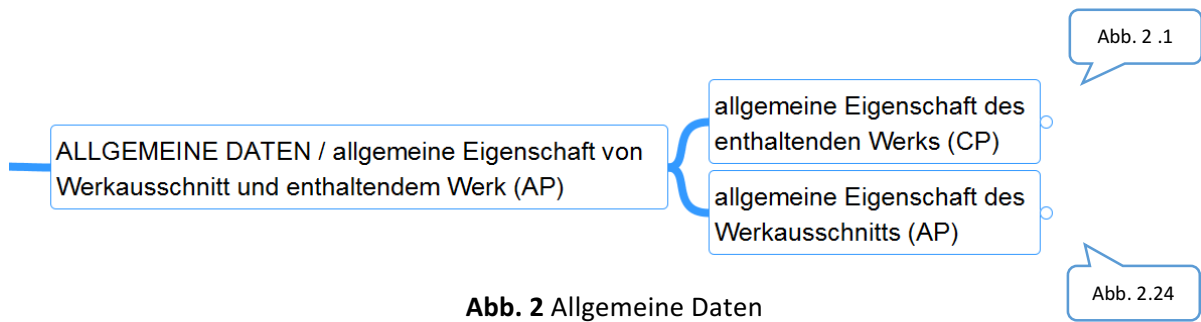 Abb. 2 .1
allgemeine Eigenschaft des
enthaltenden Werks (CP)
ALLGEMEINE DATEN / allgemeine Eigenschaft von
Werkausschnitt und enthaltendem Werk (AP)
allgemeine Eigenschaft des
Werkausschnitts (AP)
Abb. 2.24
Abb. 2 Allgemeine Daten